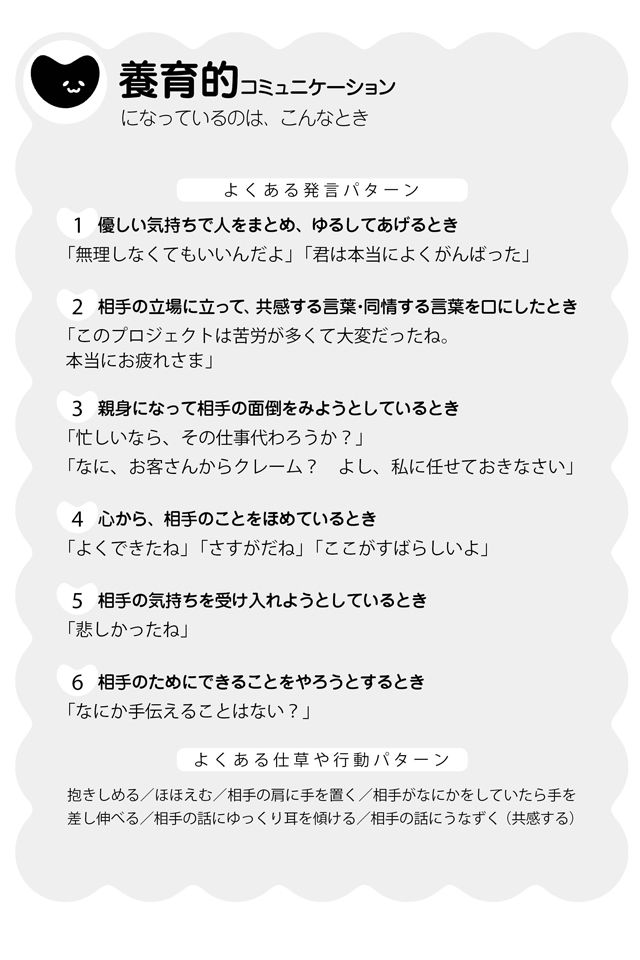 養育的コミュニケーション
になっているのは、こんなとき
よくある発言パターン
1 優しい気持ちで人をまとめ、ゆるしてあげるとき
「無理しなくてもいいんだよ」「君は本当によくがんばった」
2 相手の立場に立って、共感する言葉・同情する言葉を口にしたとき
「このプロジェクトは苦労が多くて大変だったね。
本当にお疲れさま」
3 親身になって相手の面倒をみようとしているとき
「忙しいなら、その仕事代わろうか？」
「なに、お客さんからクレーム？　よし、私に任せておきなさい」
4 心から、相手のことをほめているとき
「よくできたね」「さすがだね」「ここがすばらしいよ」
5 相手の気持ちを受け入れようとしているとき
「悲しかったね」
6 相手のためにできることをやろうとするとき
「なにか手伝えることはない？」
よくある仕草や行動パターン
抱きしめる／ほほえむ／相手の肩に手を置く／相手がなにかをしていたら手を
差し伸べる／相手の話にゆっくり耳を傾ける／相手の話にうなずく（共感する）